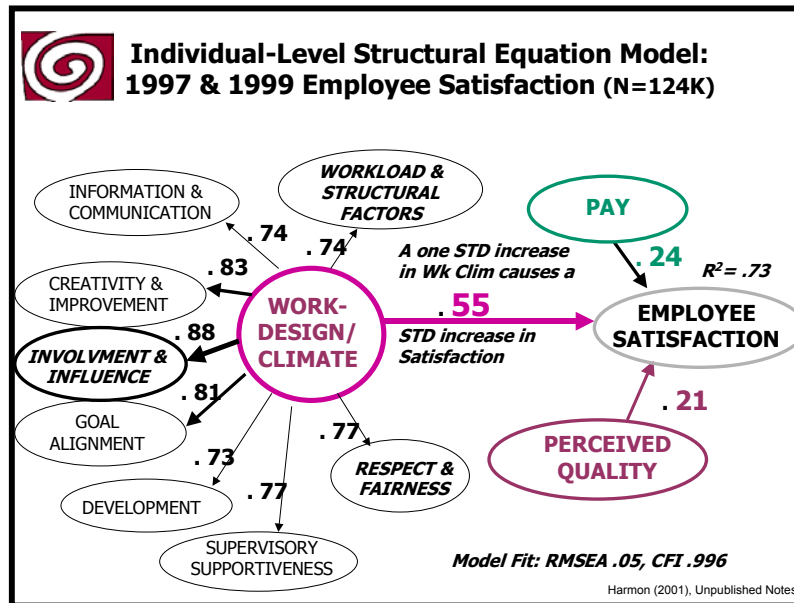 Individual-Level Structural Equation Model:
1997 & 1999 Employee Satisfaction (N=124K)
INFORMATION &
COMMUNICATION
. 74
WORKLOAD &
STRUCTURAL
FACTORS
. 74
CREATIVITY &
IMPROVEMENT
. 83
INVOLVMENT &
INFLUENCE
. 88
GOAL
ALIGNMENT
. 81
DEVELOPMENT
. 73
SUPERVISORY
SUPPORTIVENESS
. 77
RESPECT &
FAIRNESS
. 77
WORK-
DESIGN/
CLIMATE
A one STD increase
in Wk Clim causes a
. 55
STD increase in
Satisfaction
PAY
. 24
R2= .73
EMPLOYEE
SATISFACTION
. 21
PERCEIVED
QUALITY
Model Fit: RMSEA .05, CFI .996
Harmon (2001), Unpublished Notes